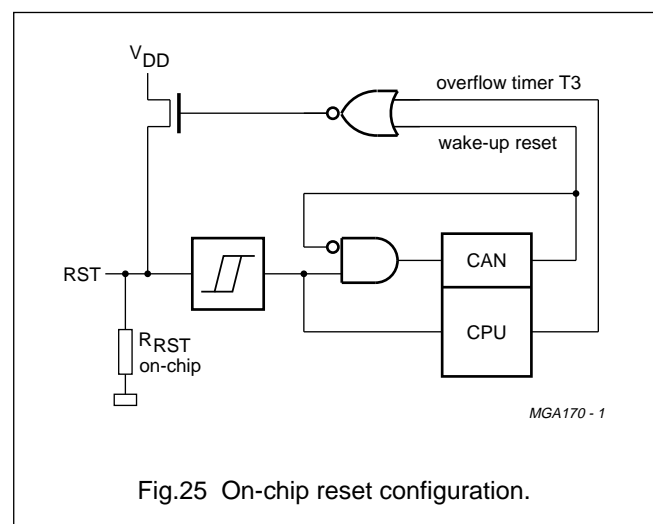 VDD
overflow timer T3
wake-up reset
RST
CAN
CPU
RRST
on-chip
MGA170 - 1
Fig.25 On-chip reset configuration.